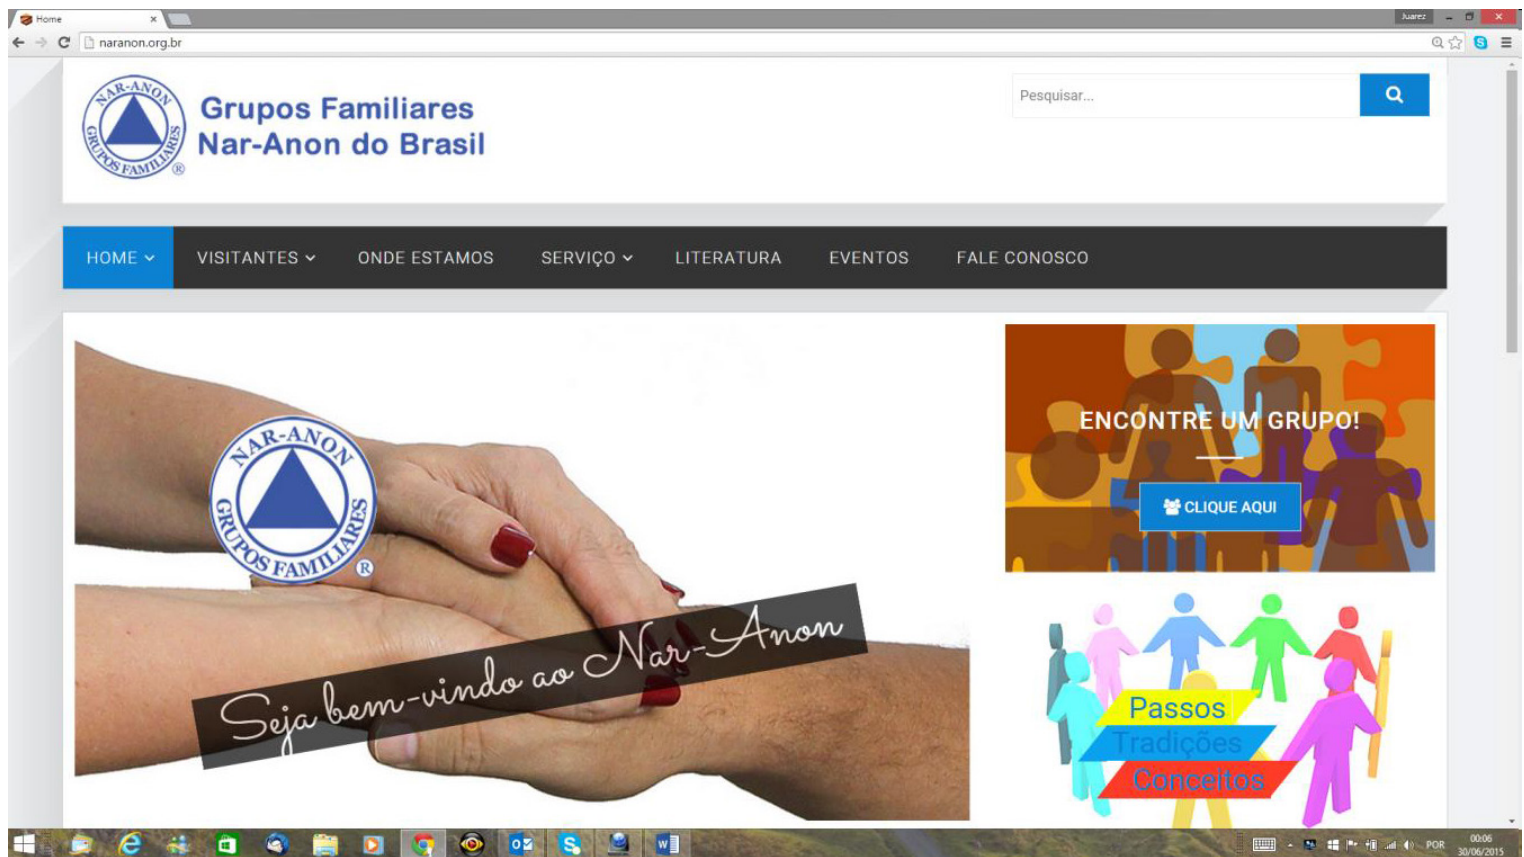 Home
Juarez
naranon.org.br
NAR-ANON
GRUPOS FAMILIARES
®
Grupos Familiares
Nar-Anon do Brasil
Pesquisar...
HOME
VISITANTES
ONDE ESTAMOS
SERVIÇO
LITERATURA
EVENTOS
FALE CONOSCO
NAR-ANON
GRUPOS FAMILIARES
®
Seja bem-vindo ao Nar-Anon
ENCONTRE UM GRUPO!
CLIQUE AQUI
Passos
Tradições
Conceitos
POR
00:06
30/06/2015